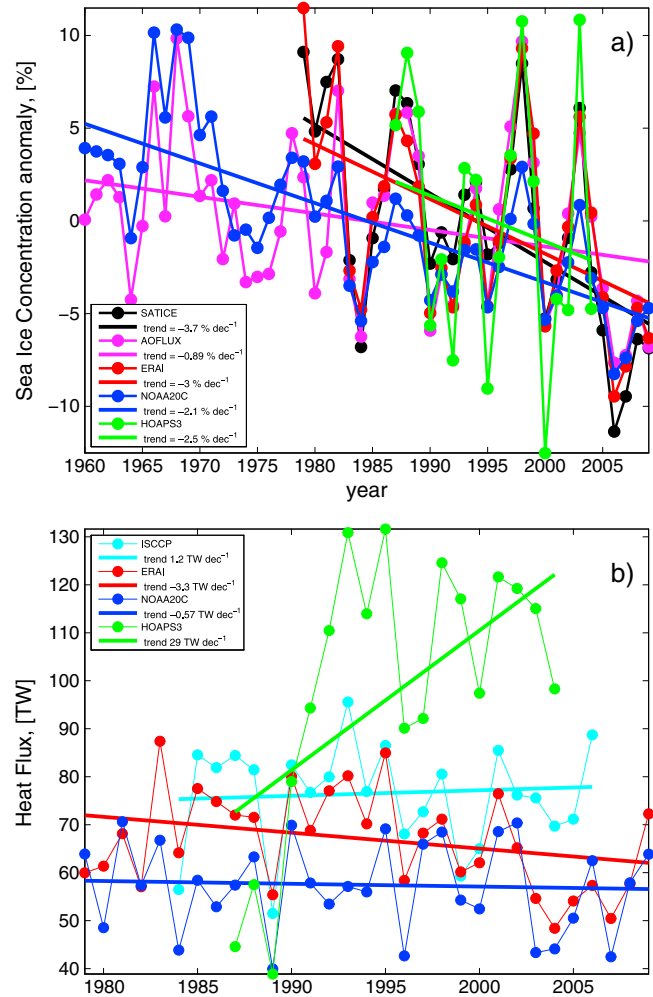 a)
10
5
0
−5
−10
Sea Ice Concentration anomaly, [%]
SATICE
trend = −3.7 % dec−1
AOFLUX
trend = −0.89 % dec−1
ERAI
trend = −3 % dec−1
NOAA20C
trend = −2.1 % dec−1
HOAPS3
trend = −2.5 % dec−1
1960 1965 1970 1975 1980 1985 1990 1995 2000 2005
year
b)
130
120
110
100
90
80
70
60
50
40
Heat Flux, [TW]
ISCCP
trend 1.2 TW dec−1
ERAI
trend −3.3 TW dec−1
NOAA20C
trend −0.57 TW dec−1
HOAPS3
trend 29 TW dec−1
1980 1985 1990 1995 2000 2005